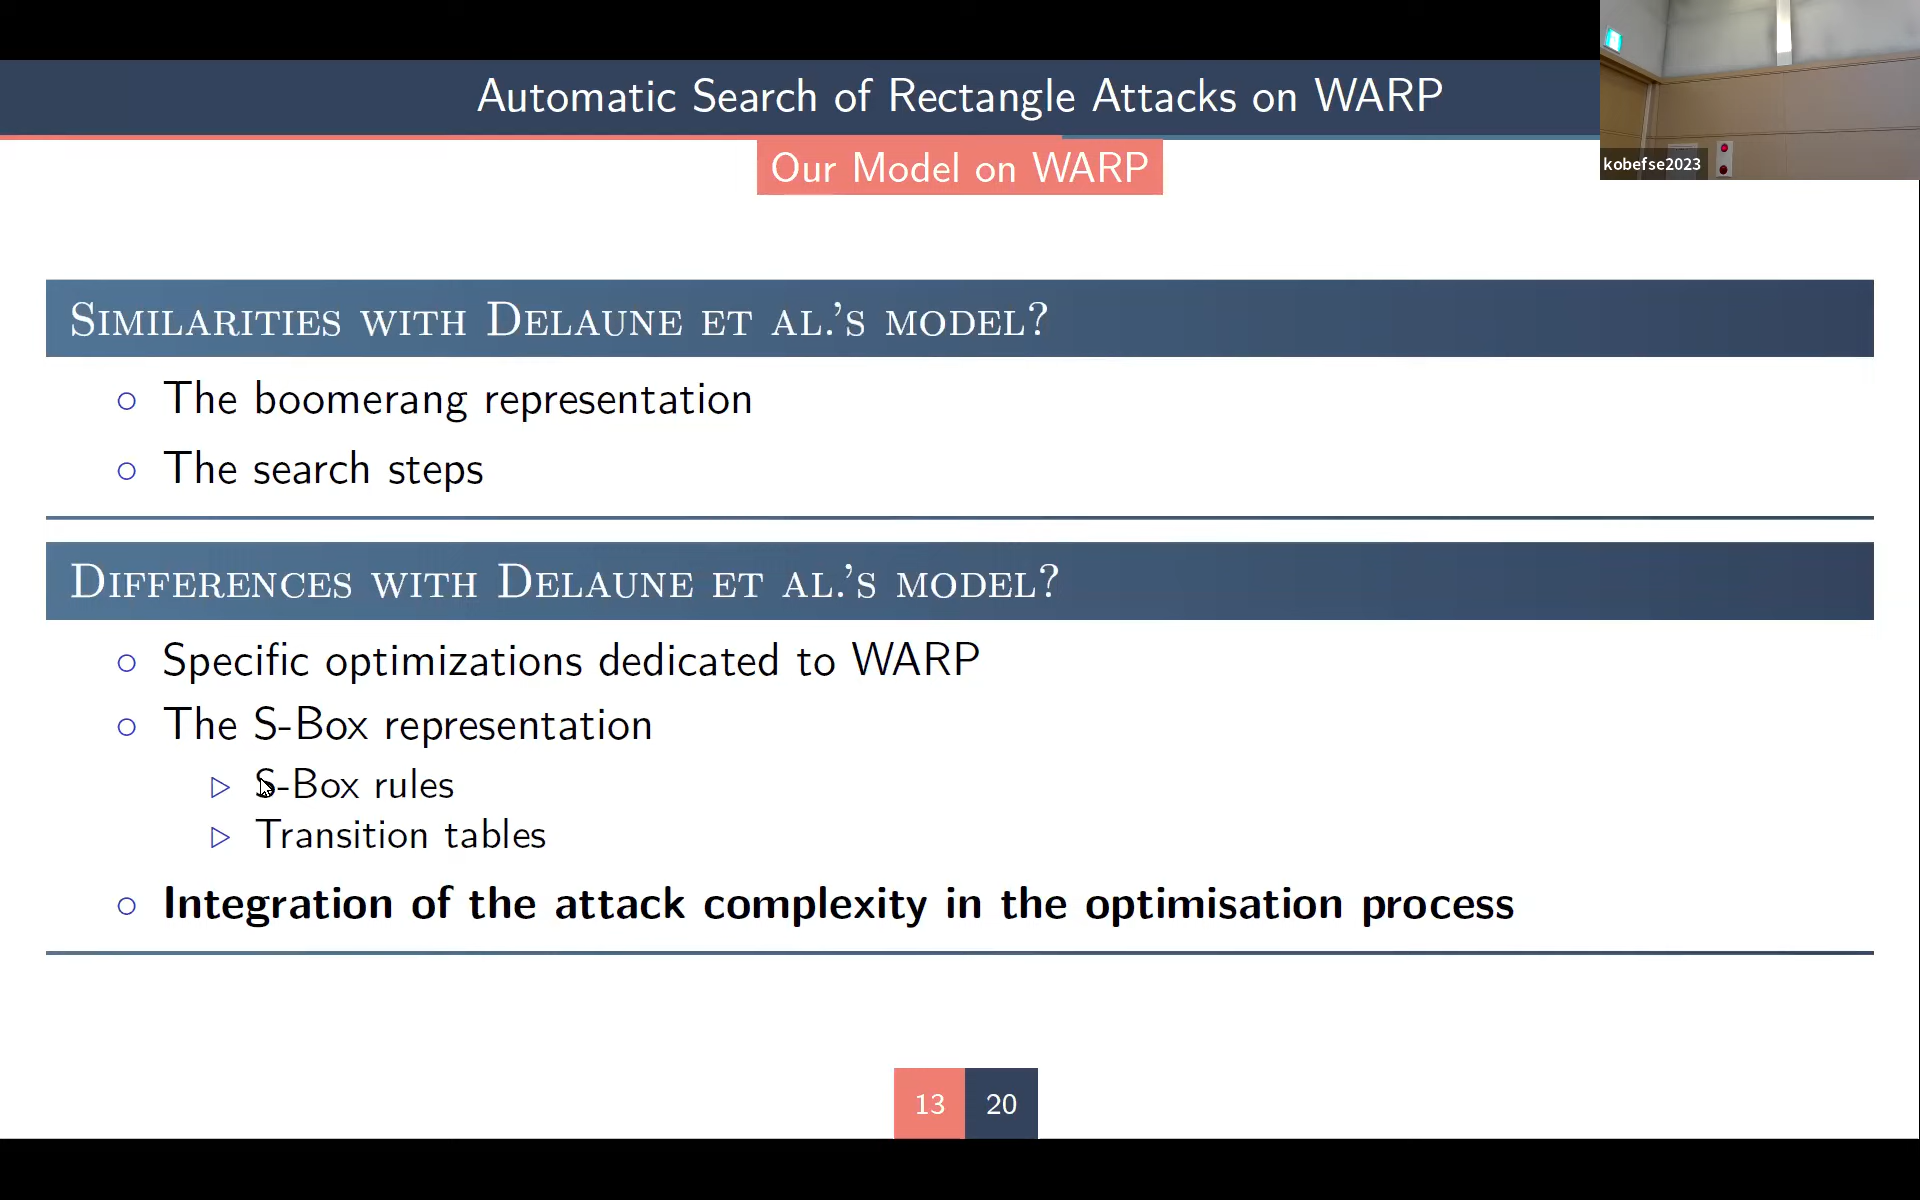 Automatic Search of Rectangle Attacks on WARP
Our Model on WARP
kobefse2023
Similarities with Delaune et al.'s model?
The boomerang representation
The search steps
Differences with Delaune et al.'s model?
Specific optimizations dedicated to WARP
The S-Box representation
S-Box rules
Transition tables
Integration of the attack complexity in the optimisation process
13 20